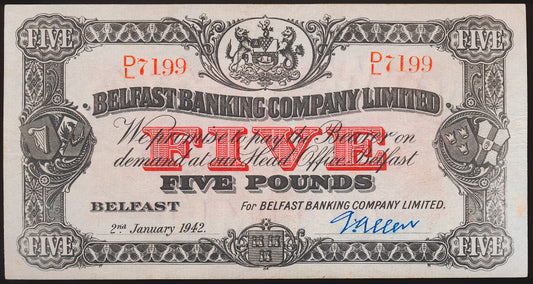 FIVE FIVE
D/L 7199 D/L 7199
BELFAST BANKING COMPANY LIMITED
We promise to pay the Bearer on
FIVE
demand at our Head Office Belfast
FIVE POUNDS
BELFAST For BELFAST BANKING COMPANY LIMITED.
2nd January 1942.
FIVE FIVE